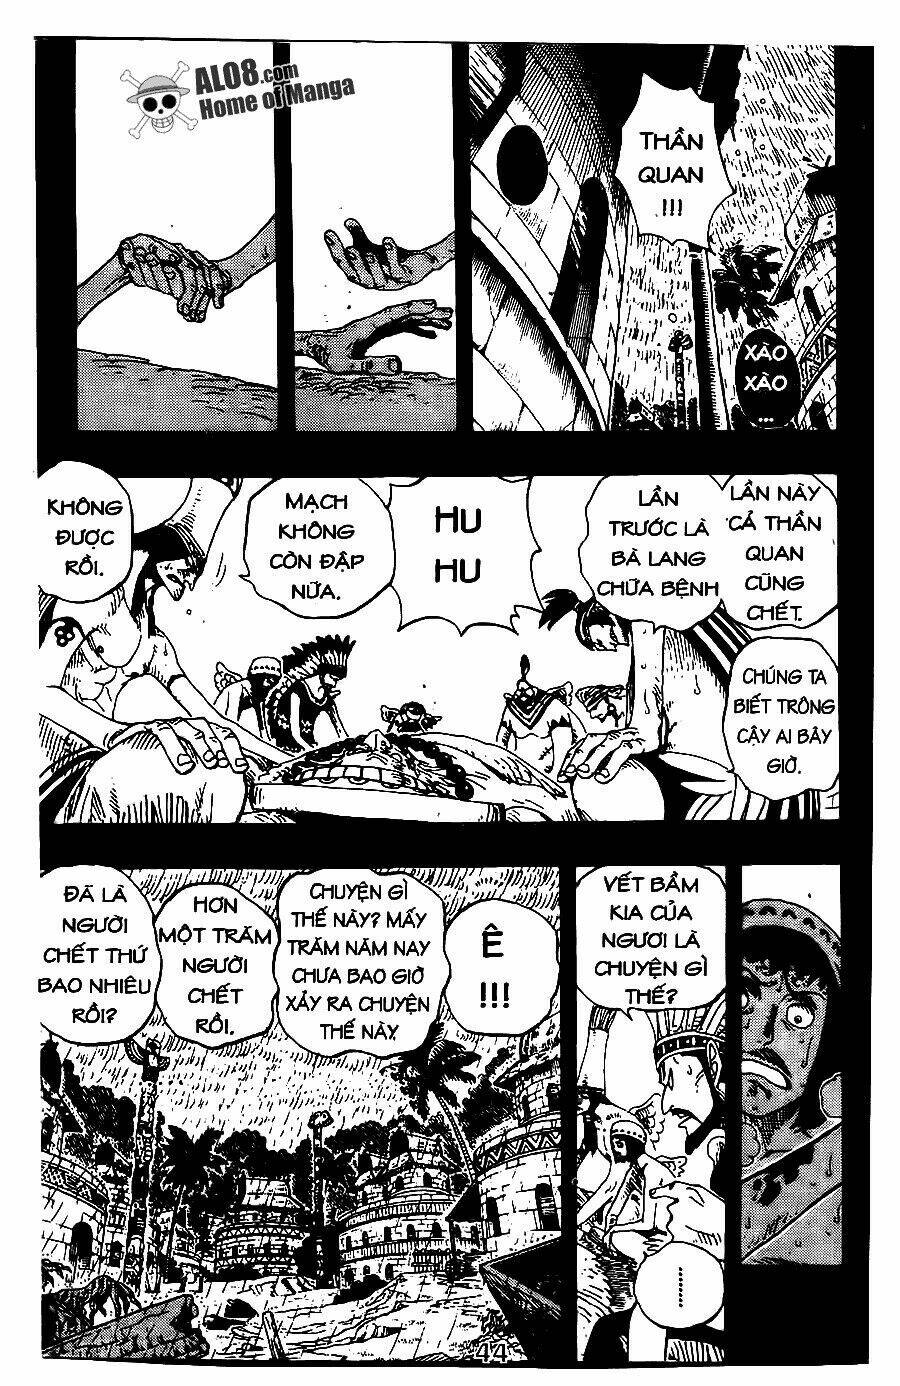 ALO8.com
Home of Manga
THẦN
QUAN
!!!
XÀO
XÀO
...
LẦN NÀY
CẢ THẦN
QUAN
CŨNG
CHẾT.
LẦN
TRƯỚC LÀ
BÀ LANG
CHỮA BỆNH
CHÚNG TA
BIẾT TRÔNG
CẬY AI BÂY
GIỜ.
HU
HU
MẠCH
KHÔNG
CÒN ĐẬP
NỮA.
KHÔNG
ĐƯỢC
RỒI.
VẾT BẦM
KIA CỦA
NGƯƠI LÀ
CHUYỆN GÌ
THẾ?
........
Ê
!!!
CHUYỆN GÌ
THẾ NÀY? MẤY
TRĂM NĂM NAY
CHƯA BAO GIỜ
XẢY RA CHUYỆN
THẾ NÀY.
HƠN
MỘT TRĂM
NGƯỜI
CHẾT
RỒI.
ĐÃ LÀ
NGƯỜI
CHẾT THỨ
BAO NHIÊU
RỒI?
44